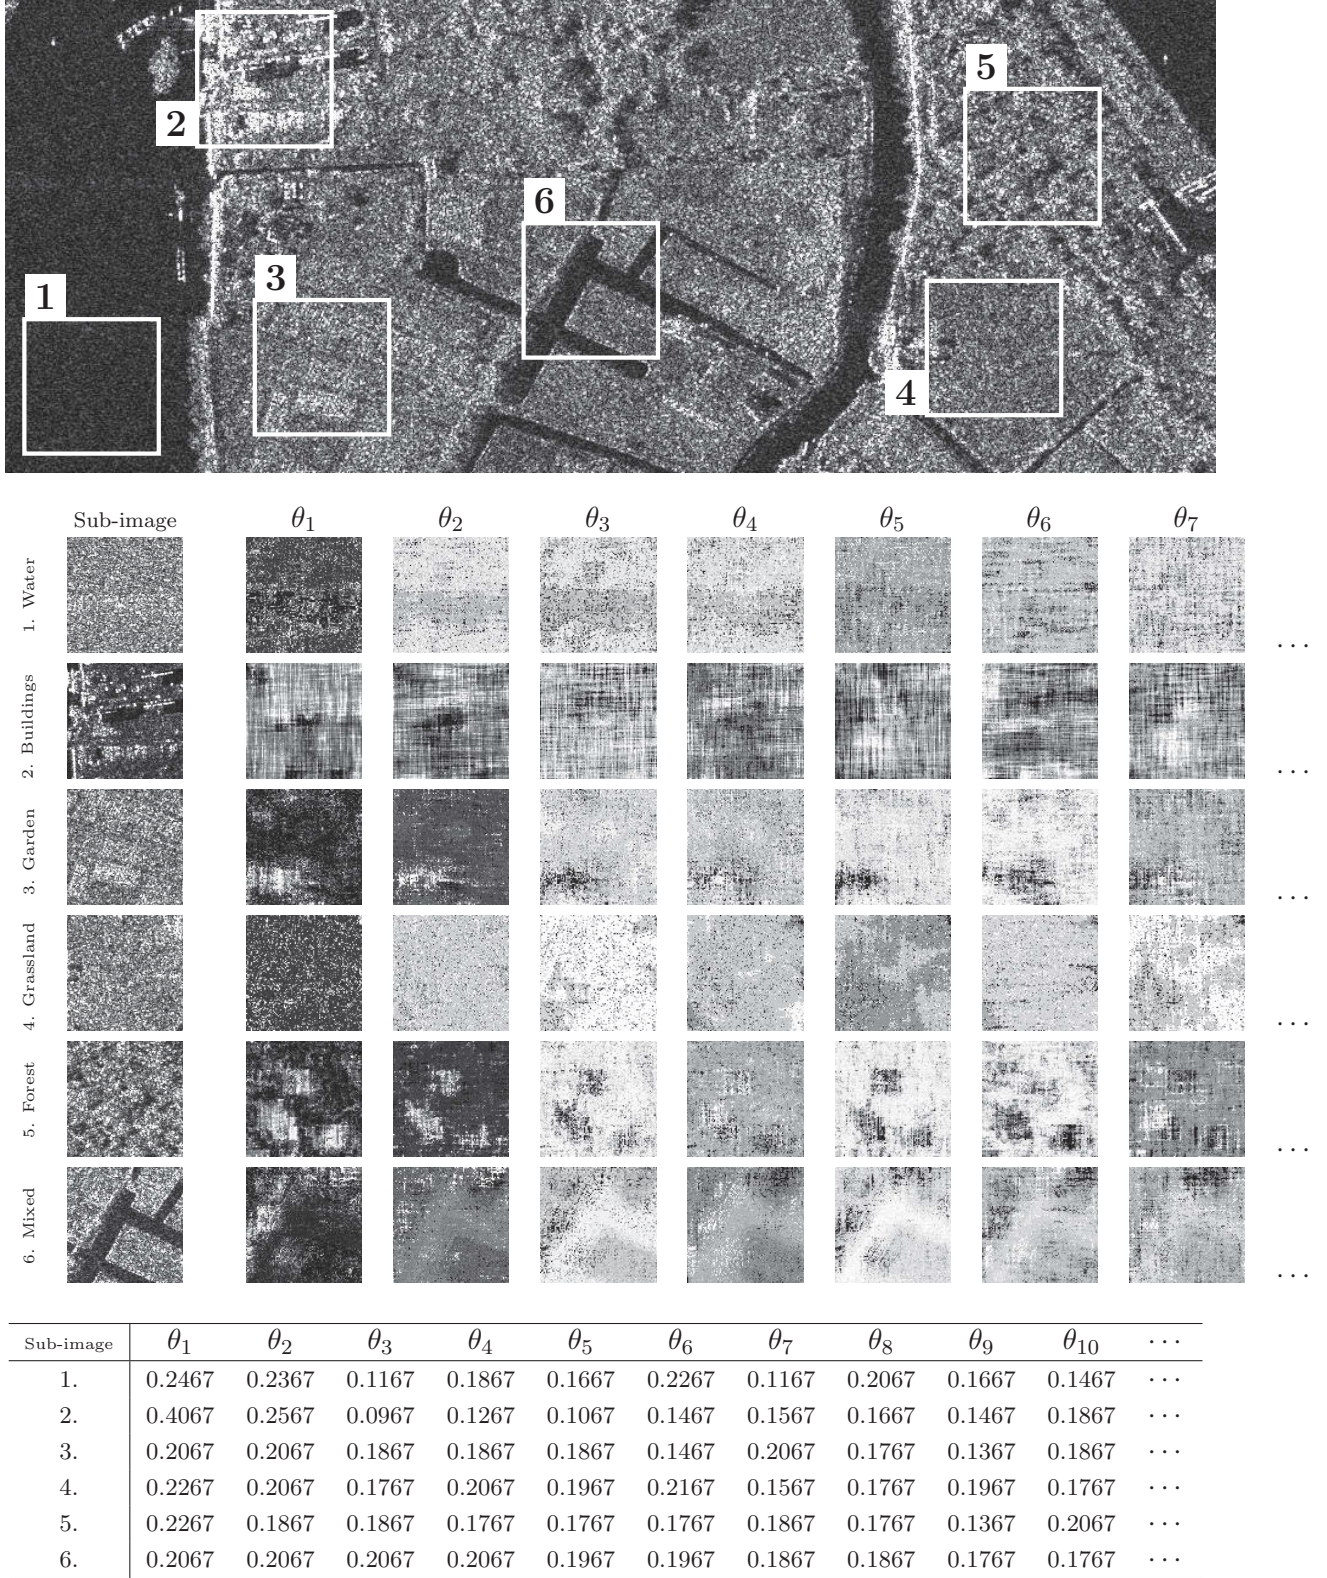 5
2
6
3
1
4
Sub-image θ₁ θ₂ θ₃ θ₄ θ₅ θ₆ θ₇
1. Water ...
2. Buildings ...
3. Garden ...
4. Grassland ...
5. Forest ...
6. Mixed ...
Sub-image θ₁ θ₂ θ₃ θ₄ θ₅ θ₆ θ₇ θ₈ θ₉ θ₁₀ ...
1. 0.2467 0.2367 0.1167 0.1867 0.1667 0.2267 0.1167 0.2067 0.1667 0.1467 ...
2. 0.4067 0.2567 0.0967 0.1267 0.1067 0.1467 0.1567 0.1667 0.1467 0.1867 ...
3. 0.2067 0.2067 0.1867 0.1867 0.1867 0.1467 0.2067 0.1767 0.1367 0.1867 ...
4. 0.2267 0.2067 0.1767 0.2067 0.1967 0.2167 0.1567 0.1767 0.1967 0.1767 ...
5. 0.2267 0.1867 0.1867 0.1767 0.1767 0.1767 0.1867 0.1767 0.1367 0.2067 ...
6. 0.2067 0.2067 0.2067 0.2067 0.1967 0.1967 0.1867 0.1867 0.1767 0.1767 ...